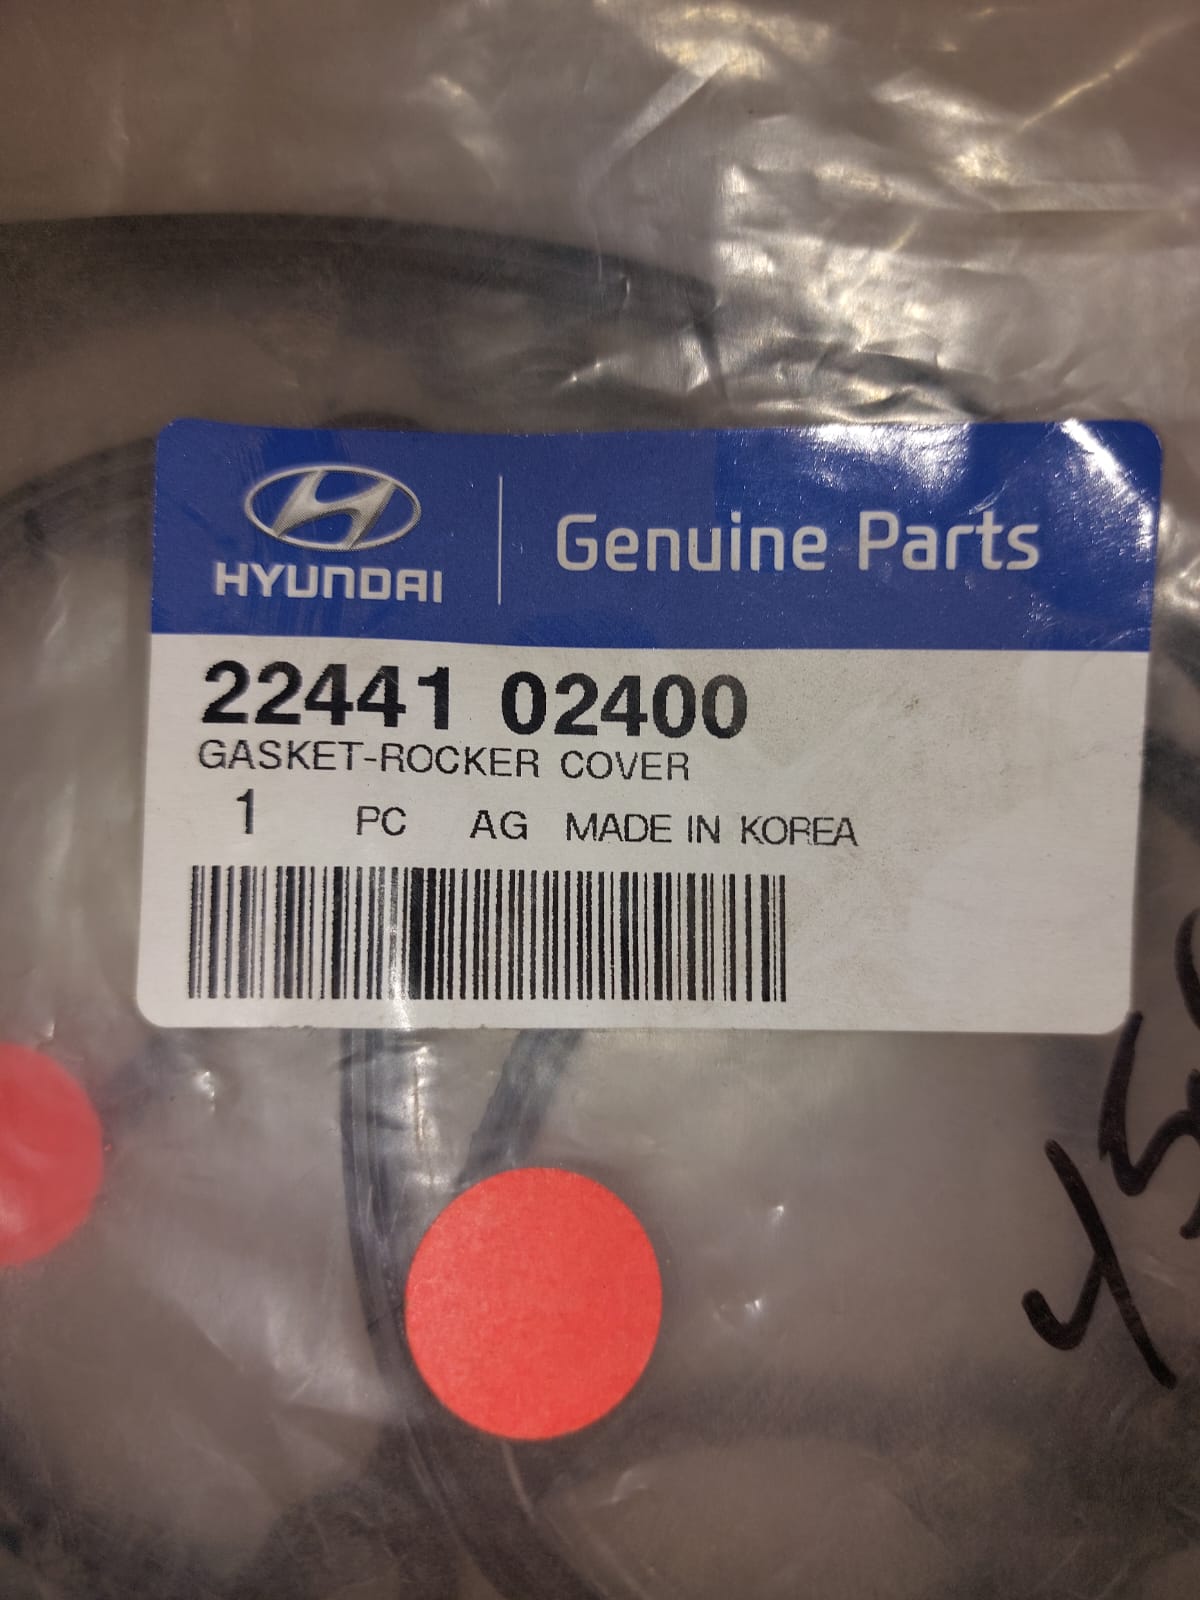 HYUNDAI
Genuine Parts
22441 02400
GASKET-ROCKER COVER
1 PC AG MADE IN KOREA